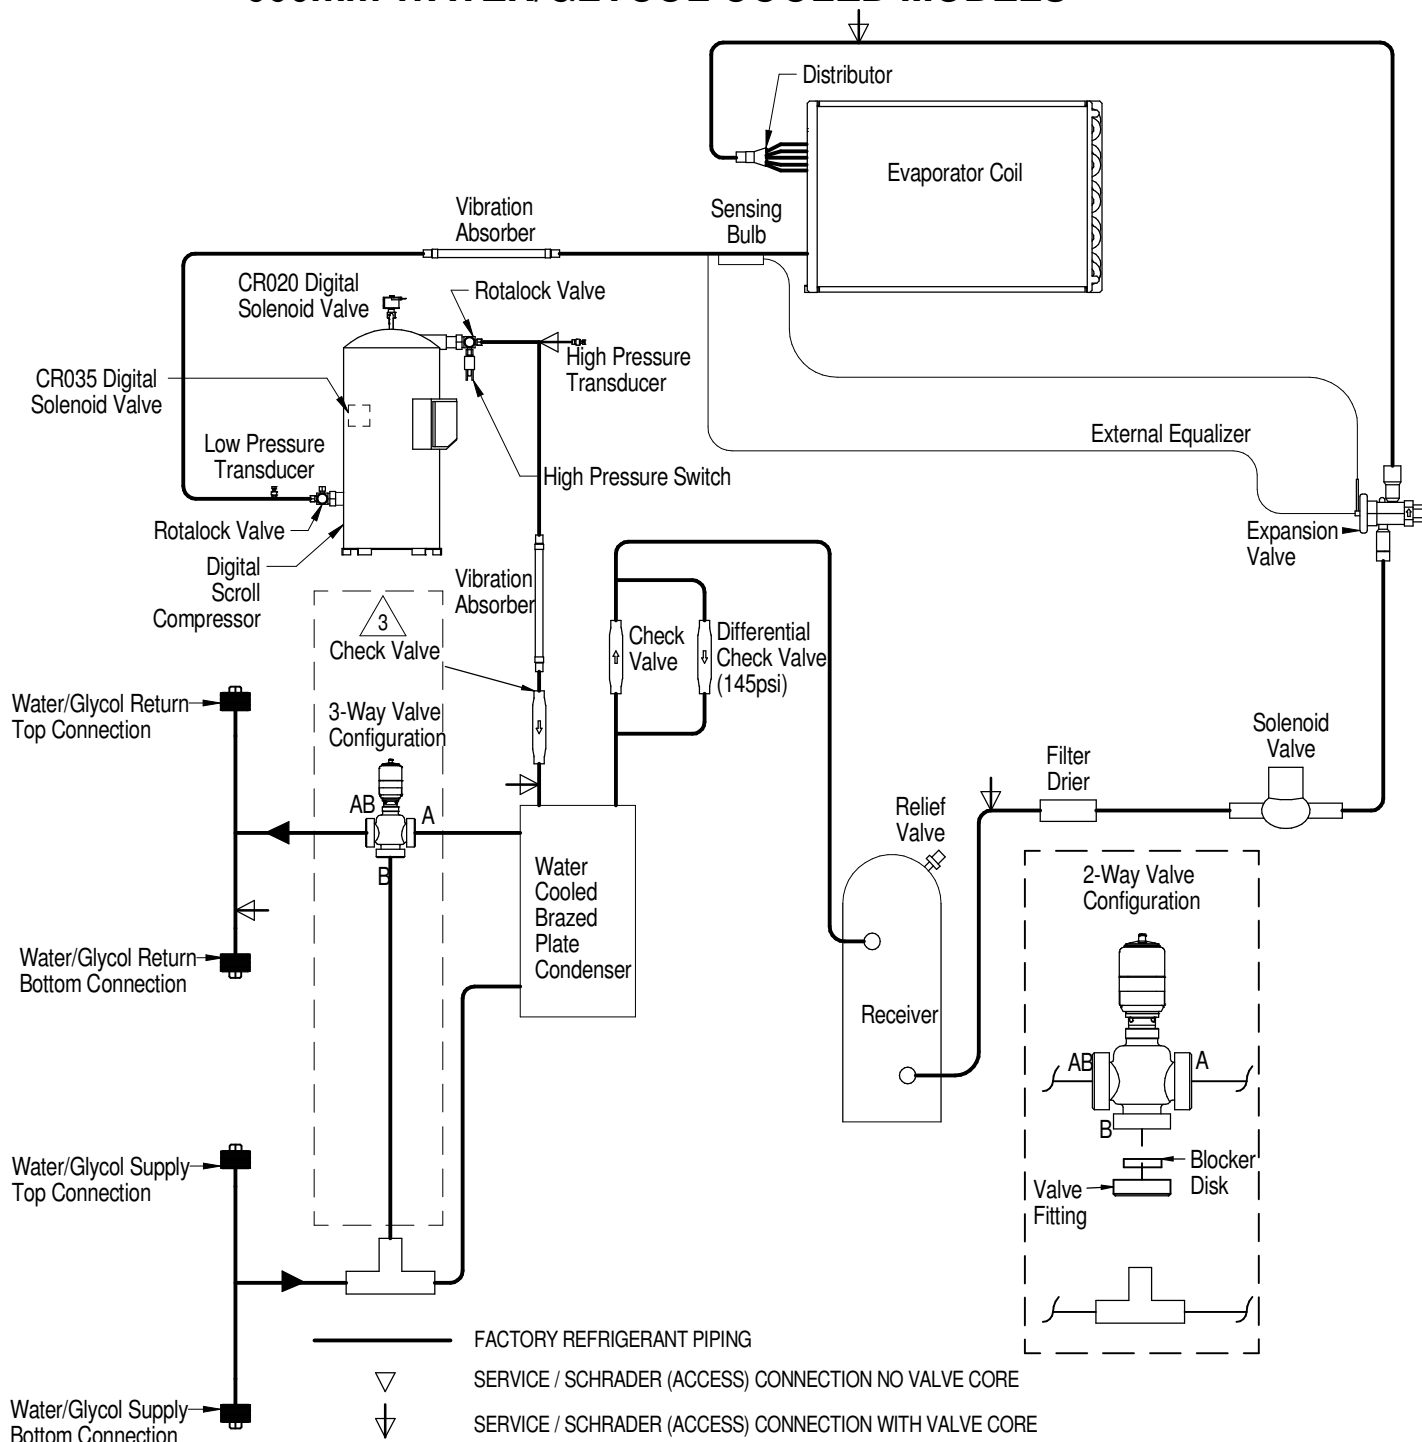 WATER/GLYCOL COOLED MODELS
Distributor
Evaporator Coil
Vibration
Absorber
Sensing
Bulb
CR020 Digital
Solenoid Valve
Rotalock Valve
High Pressure
Transducer
CR035 Digital
Solenoid Valve
Low Pressure
Transducer
External Equalizer
High Pressure Switch
Rotalock Valve
Expansion
Valve
Digital
Scroll
Compressor
Vibration
Absorber
3
Check Valve
Check
Valve
Differential
Check Valve
(145psi)
Water/Glycol Return
Top Connection
3-Way Valve
Configuration
Solenoid
Valve
Filter
Drier
AB
A
B
Relief
Valve
Water
Cooled
Brazed
Plate
Condenser
2-Way Valve
Configuration
Water/Glycol Return
Bottom Connection
Receiver
AB
A
B
Blocker
Disk
Valve
Fitting
Water/Glycol Supply
Top Connection
FACTORY REFRIGERANT PIPING
SERVICE / SCHRADER (ACCESS) CONNECTION NO VALVE CORE
SERVICE / SCHRADER (ACCESS) CONNECTION WITH VALVE CORE
Water/Glycol Supply
Bottom Connection